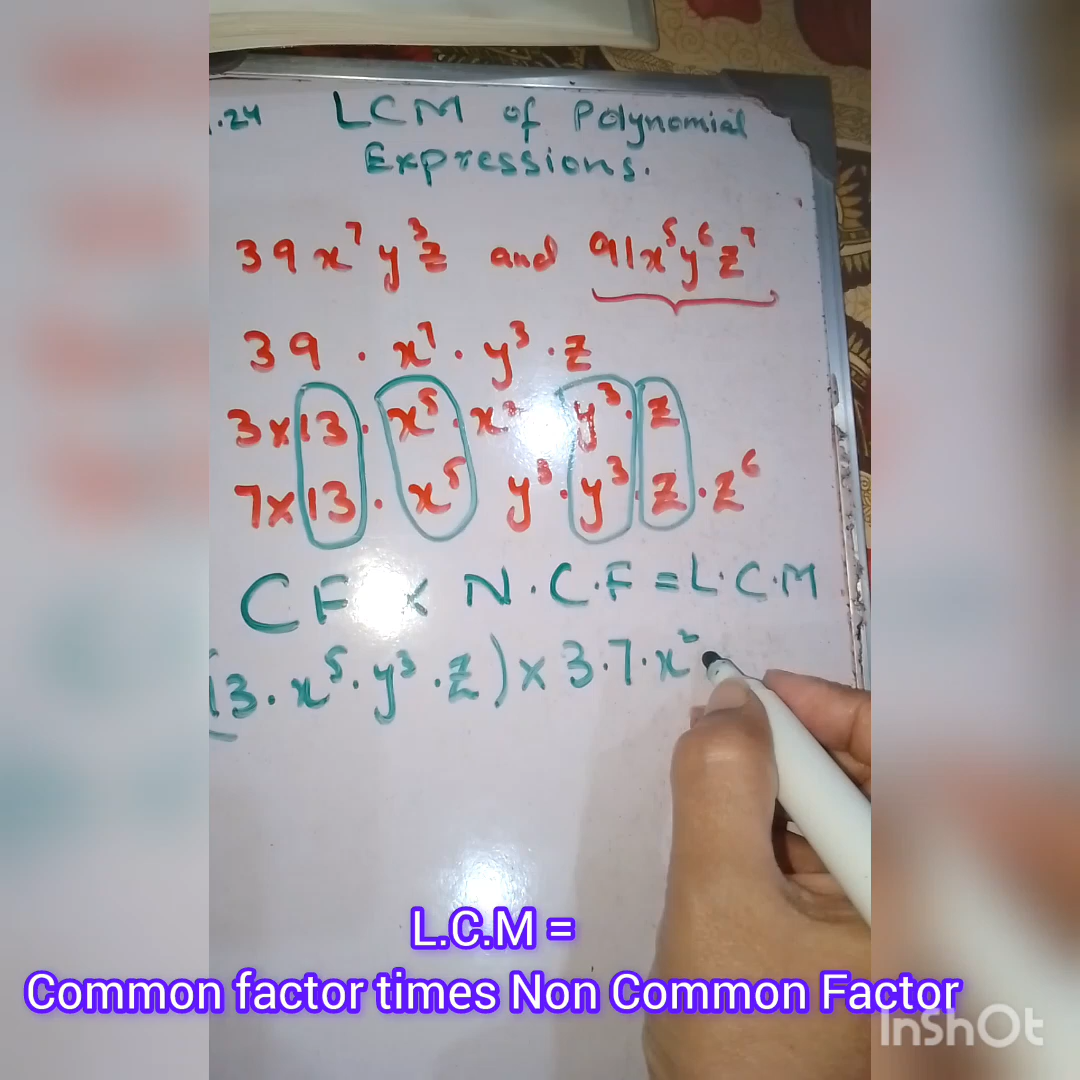 .24 LCM of Polynomial
Expressions.
39x⁷y³z and 91x⁵y⁶z⁷
39 . x⁷ . y³ . z
3×13 . x⁵ . x² y³ . z
7×13 . x⁵ y³ . y³ . z . z⁶
CF × N.C.F = L.C.M
(13 . x⁵ . y³ . z) × 3.7.x²
L.C.M =
Common factor times Non Common Factor
InShOt